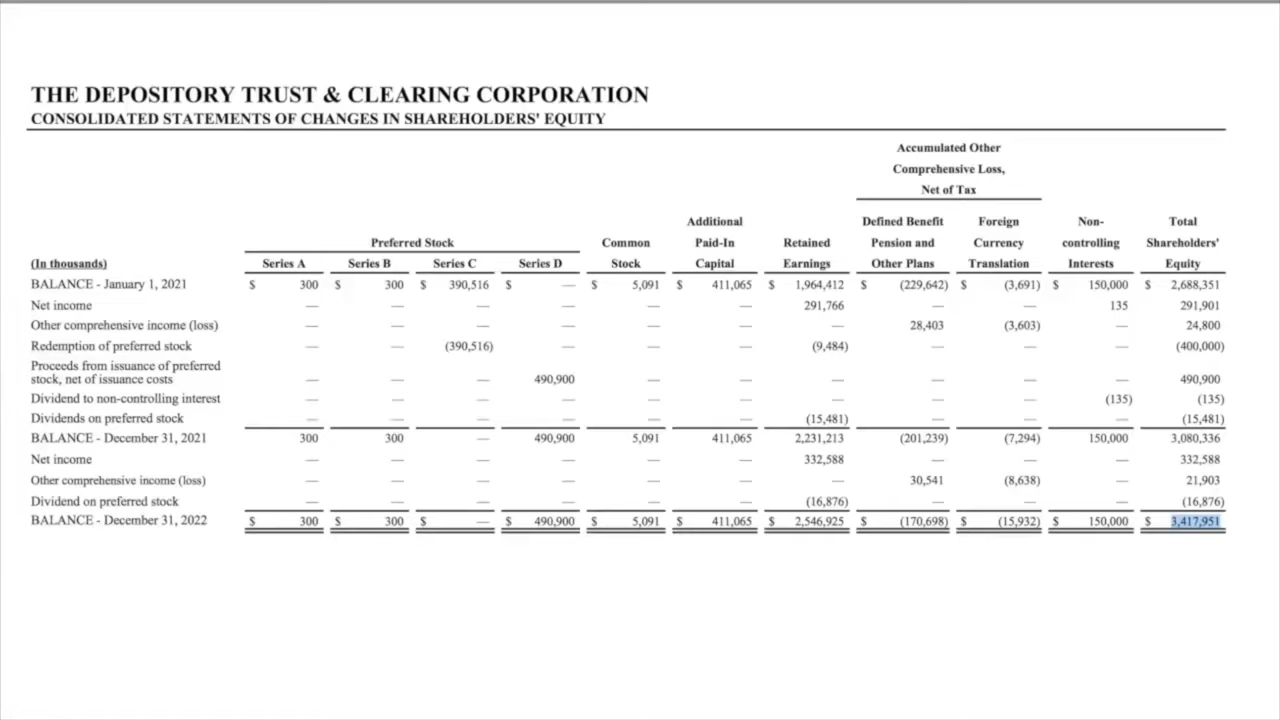 THE DEPOSITORY TRUST & CLEARING CORPORATION
CONSOLIDATED STATEMENTS OF CHANGES IN SHAREHOLDERS' EQUITY
Accumulated Other
Comprehensive Loss,
Net of Tax
Additional Defined Benefit Foreign Non- Total
Preferred Stock Common Paid-In Retained Pension and Currency controlling Shareholders'
(In thousands) Series A Series B Series C Series D Stock Capital Earnings Other Plans Translation Interests Equity
BALANCE - January 1, 2021 $ 300 $ 300 $ 390,516 $ — $ 5,091 $ 411,065 $ 1,964,412 $ (229,642) $ (3,691) $ 150,000 $ 2,688,351
Net income — — — — — — 291,766 — — 135 291,901
Other comprehensive income (loss) — — — — — — — 28,403 (3,603) — 24,800
Redemption of preferred stock — — (390,516) — — — (9,484) — — — (400,000)
Proceeds from issuance of preferred
stock, net of issuance costs — — — 490,900 — — — — — — 490,900
Dividend to non-controlling interest — — — — — — — — — (135) (135)
Dividends on preferred stock — — — — — — (15,481) — — — (15,481)
BALANCE - December 31, 2021 300 300 — 490,900 5,091 411,065 2,231,213 (201,239) (7,294) 150,000 3,080,336
Net income — — — — — — 332,588 — — — 332,588
Other comprehensive income (loss) — — — — — — — 30,541 (8,638) — 21,903
Dividend on preferred stock — — — — — — (16,876) — — — (16,876)
BALANCE - December 31, 2022 $ 300 $ 300 $ — $ 490,900 $ 5,091 $ 411,065 $ 2,546,925 $ (170,698) $ (15,932) $ 150,000 $ 3,417,951